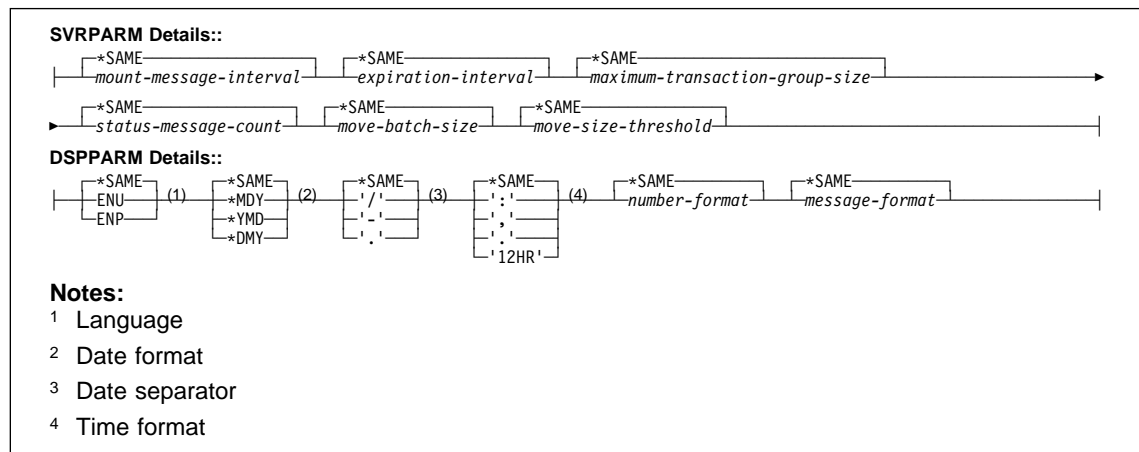 SVRPARM Details::
*SAME *SAME *SAME
mount-message-interval expiration-interval maximum-transaction-group-size
*SAME *SAME *SAME
status-message-count move-batch-size move-size-threshold
DSPPARM Details::
*SAME *SAME *SAME *SAME *SAME *SAME
ENU (1) *MDY (2) '/' (3) ':' (4) number-format message-format
ENP *YMD '-' ','
*DMY '.' '.'
'12HR'
Notes:
1 Language
2 Date format
3 Date separator
4 Time format